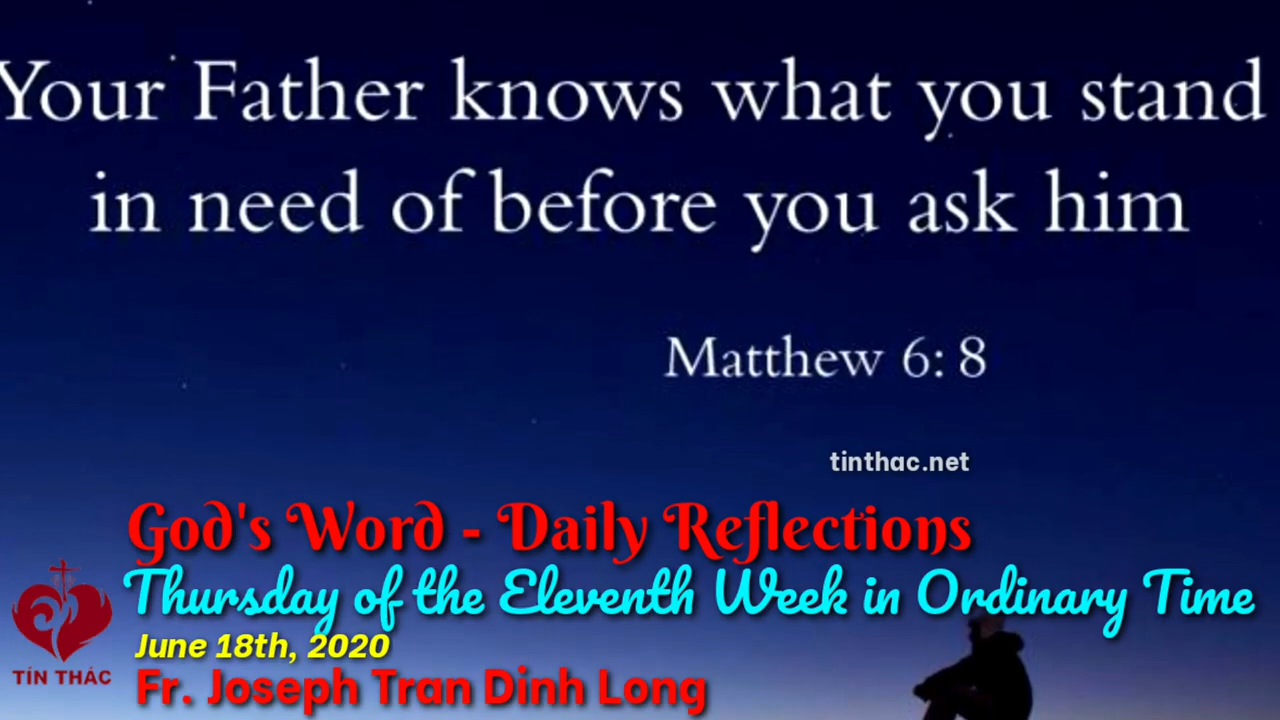 Your Father knows what you stand
in need of before you ask him
Matthew 6: 8
tinthac.net
God's Word - Daily Reflections
Thursday of the Eleventh Week in Ordinary Time
June 18th, 2020
TÍN THÁC
Fr. Joseph Tran Dinh Long